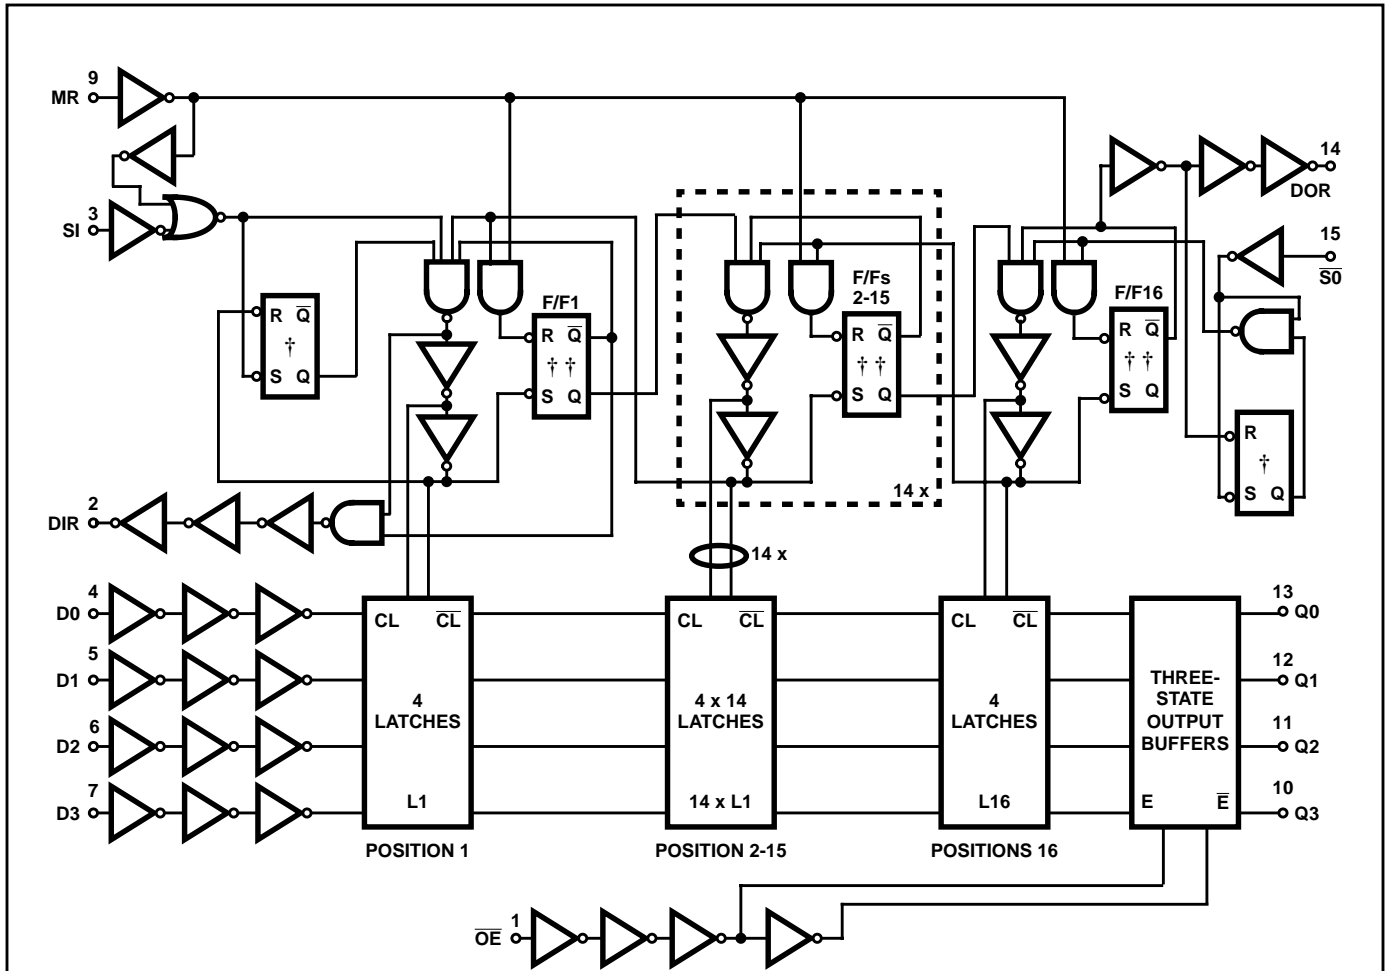 9
MR
14
DOR
3
SI
15
S̅0̅
F/F1
F/Fs
2-15
F/F16
R Q̅
†
S Q
R Q̅
† †
S Q
R Q̅
† †
S Q
R Q̅
† †
S Q
R
†
S Q
14 x
2
DIR
14 x
4
D0
5
D1
6
D2
7
D3
CL C̅L̅
4
LATCHES
L1
POSITION 1
CL C̅L̅
4 x 14
LATCHES
14 x L1
POSITION 2-15
CL C̅L̅
4
LATCHES
L16
POSITIONS 16
THREE-
STATE
OUTPUT
BUFFERS
E E̅
13
Q0
12
Q1
11
Q2
10
Q3
1
O̅E̅